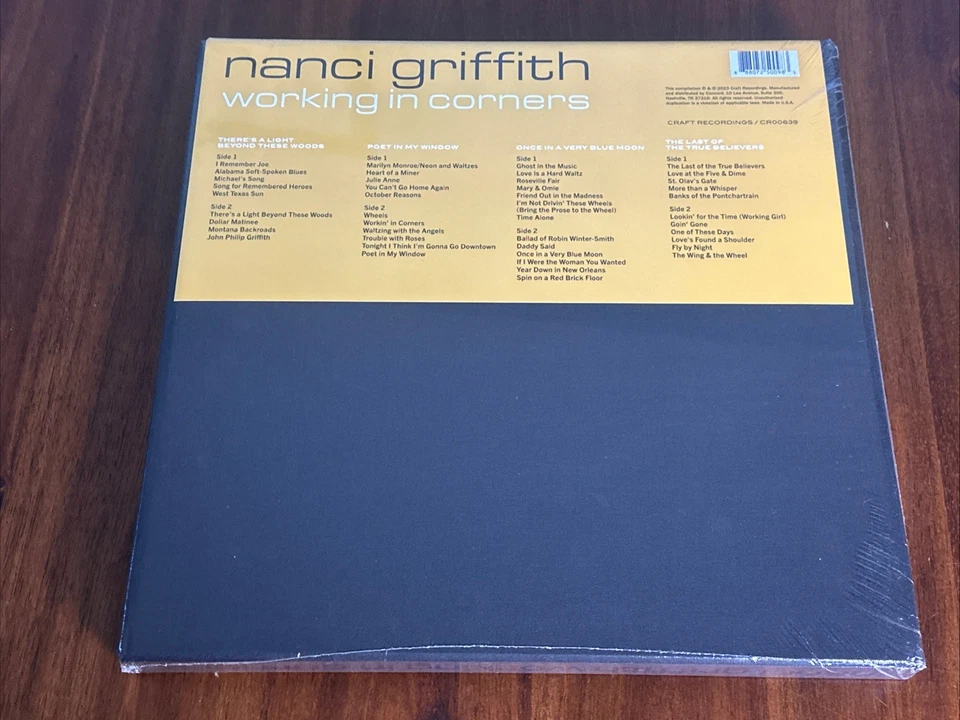 nanci griffith
working in corners
This compilation ℗ & © 2023 Craft Recordings. Manufactured
and distributed by Concord, 10 Lea Avenue, Suite 300,
Nashville, TN 37210. All rights reserved. Unauthorized
duplication is a violation of applicable laws. Made in U.S.A.
CRAFT RECORDINGS / CR00639
THERE'S A LIGHT
BEYOND THESE WOODS
Side 1
I Remember Joe
Alabama Soft-Spoken Blues
Michael's Song
Song for Remembered Heroes
West Texas Sun
Side 2
There's a Light Beyond These Woods
Dollar Matinee
Montana Backroads
John Philip Griffith
POET IN MY WINDOW
Side 1
Marilyn Monroe/Neon and Waltzes
Heart of a Miner
Julie Anne
You Can't Go Home Again
October Reasons
Side 2
Wheels
Workin' in Corners
Waltzing with the Angels
Trouble with Roses
Tonight I Think I'm Gonna Go Downtown
Poet in My Window
ONCE IN A VERY BLUE MOON
Side 1
Ghost in the Music
Love Is a Hard Waltz
Roseville Fair
Mary & Omie
Friend Out in the Madness
I'm Not Drivin' These Wheels
(Bring the Prose to the Wheel)
Time Alone
Side 2
Ballad of Robin Winter-Smith
Daddy Said
Once in a Very Blue Moon
If I Were the Woman You Wanted
Year Down in New Orleans
Spin on a Red Brick Floor
THE LAST OF
THE TRUE BELIEVERS
Side 1
The Last of the True Believers
Love at the Five & Dime
St. Olav's Gate
More than a Whisper
Banks of the Pontchartrain
Side 2
Lookin' for the Time (Working Girl)
Goin' Gone
One of These Days
Love's Found a Shoulder
Fly by Night
The Wing & the Wheel